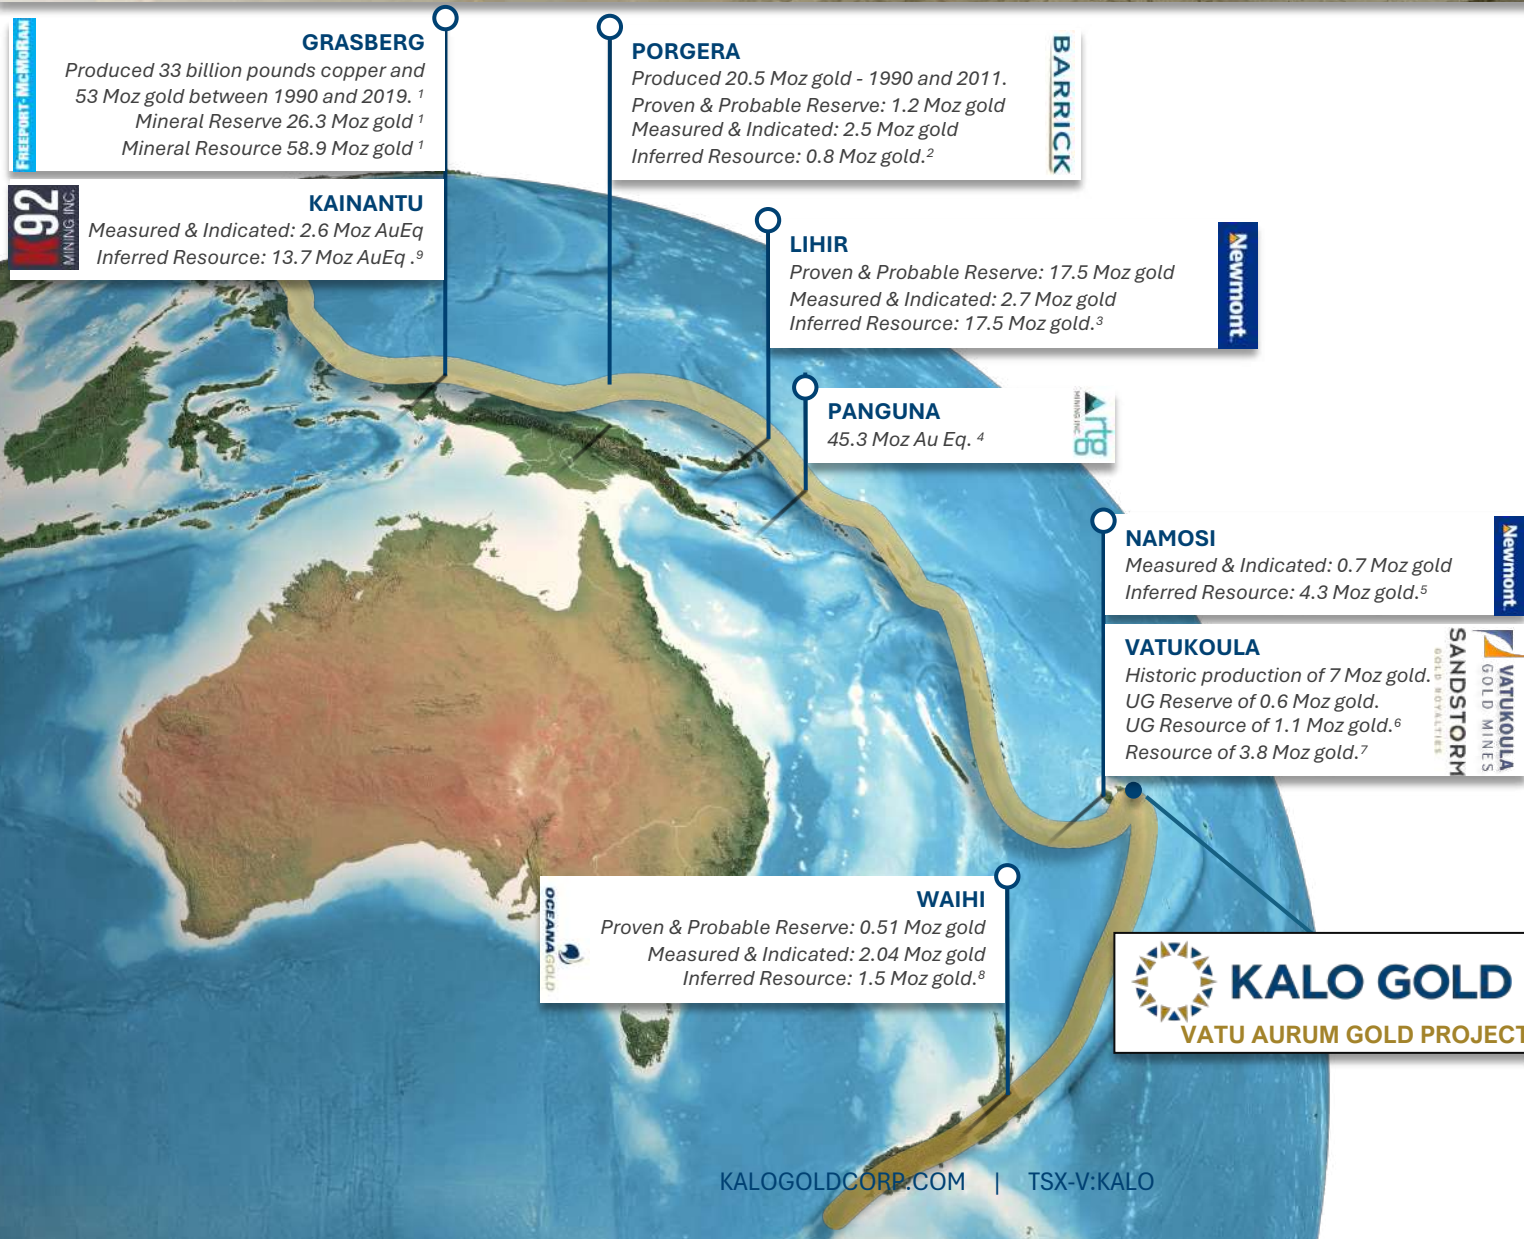 FREEPORT-McMoRAN
GRASBERG
Produced 33 billion pounds copper and
53 Moz gold between 1990 and 2019. ¹
Mineral Reserve 26.3 Moz gold ¹
Mineral Resource 58.9 Moz gold ¹
K92
MINING INC.
KAINANTU
Measured & Indicated: 2.6 Moz AuEq
Inferred Resource: 13.7 Moz AuEq .⁹
PORGERA
Produced 20.5 Moz gold - 1990 and 2011.
Proven & Probable Reserve: 1.2 Moz gold
Measured & Indicated: 2.5 Moz gold
Inferred Resource: 0.8 Moz gold.²
BARRICK
LIHIR
Proven & Probable Reserve: 17.5 Moz gold
Measured & Indicated: 2.7 Moz gold
Inferred Resource: 17.5 Moz gold.³
Newmont
PANGUNA
45.3 Moz Au Eq. ⁴
rtg
MINING INC
NAMOSI
Measured & Indicated: 0.7 Moz gold
Inferred Resource: 4.3 Moz gold.⁵
Newmont
VATUKOULA
Historic production of 7 Moz gold.
UG Reserve of 0.6 Moz gold.
UG Resource of 1.1 Moz gold.⁶
Resource of 3.8 Moz gold.⁷
SANDSTORM
GOLD ROYALTIES
VATUKOULA
GOLD MINES
OCEANAGOLD
WAIHI
Proven & Probable Reserve: 0.51 Moz gold
Measured & Indicated: 2.04 Moz gold
Inferred Resource: 1.5 Moz gold.⁸
KALO GOLD
VATU AURUM GOLD PROJECT
KALOGOLDCORP.COM | TSX-V:KALO